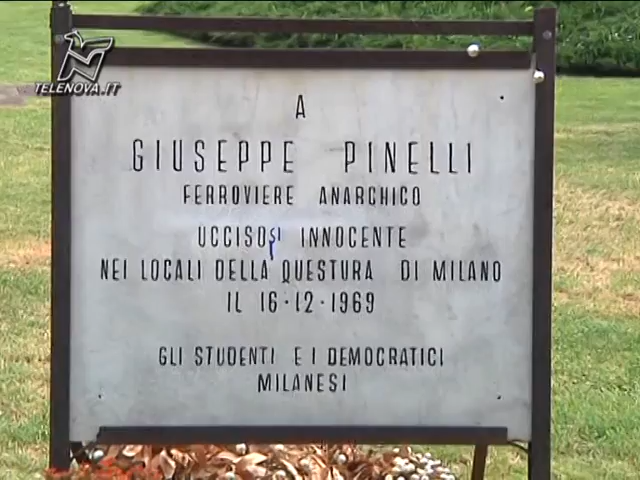 TELENOVA.IT
A
GIUSEPPE PINELLI
FERROVIERE ANARCHICO
UCCISOSI INNOCENTE
NEI LOCALI DELLA QUESTURA DI MILANO
IL 16·12·1969
GLI STUDENTI E I DEMOCRATICI
MILANESI